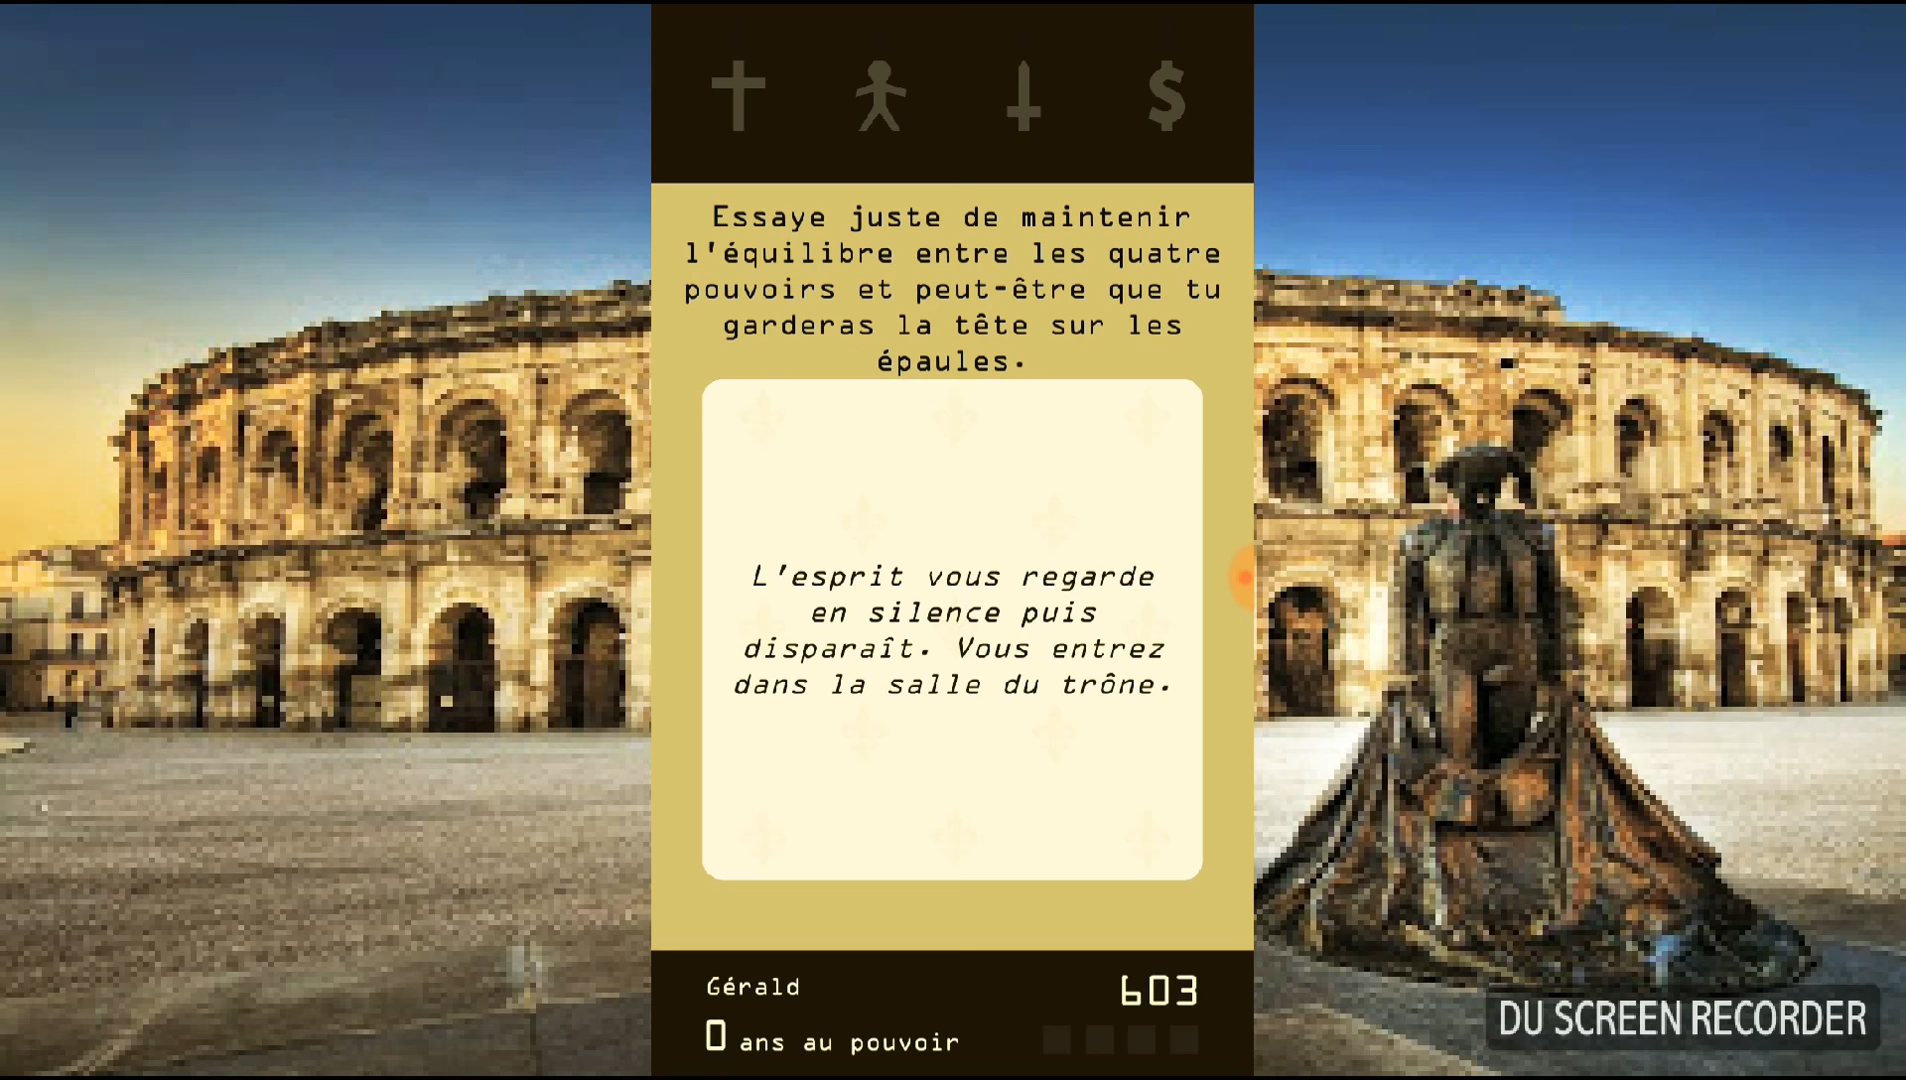 Essaye juste de maintenir
l'équilibre entre les quatre
pouvoirs et peut-être que tu
garderas la tête sur les
épaules.
L'esprit vous regarde
en silence puis
disparaît. Vous entrez
dans la salle du trône.
Gérald
603
0 ans au pouvoir
DU SCREEN RECORDER